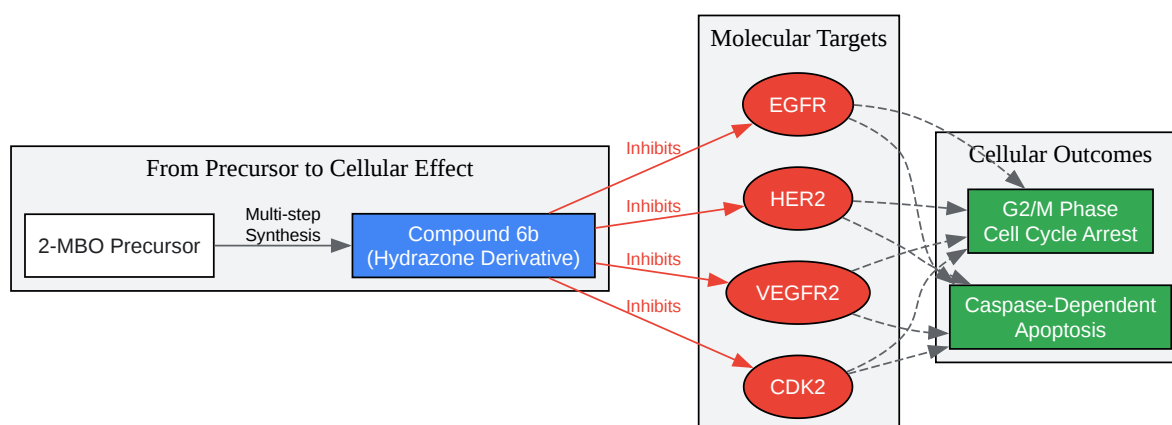 From Precursor to Cellular Effect
2-MBO Precursor
Multi-step
Synthesis
Compound 6b
(Hydrazone Derivative)
Inhibits
Inhibits
Inhibits
Inhibits
Molecular Targets
EGFR
HER2
VEGFR2
CDK2
Cellular Outcomes
G2/M Phase
Cell Cycle Arrest
Caspase-Dependent
Apoptosis